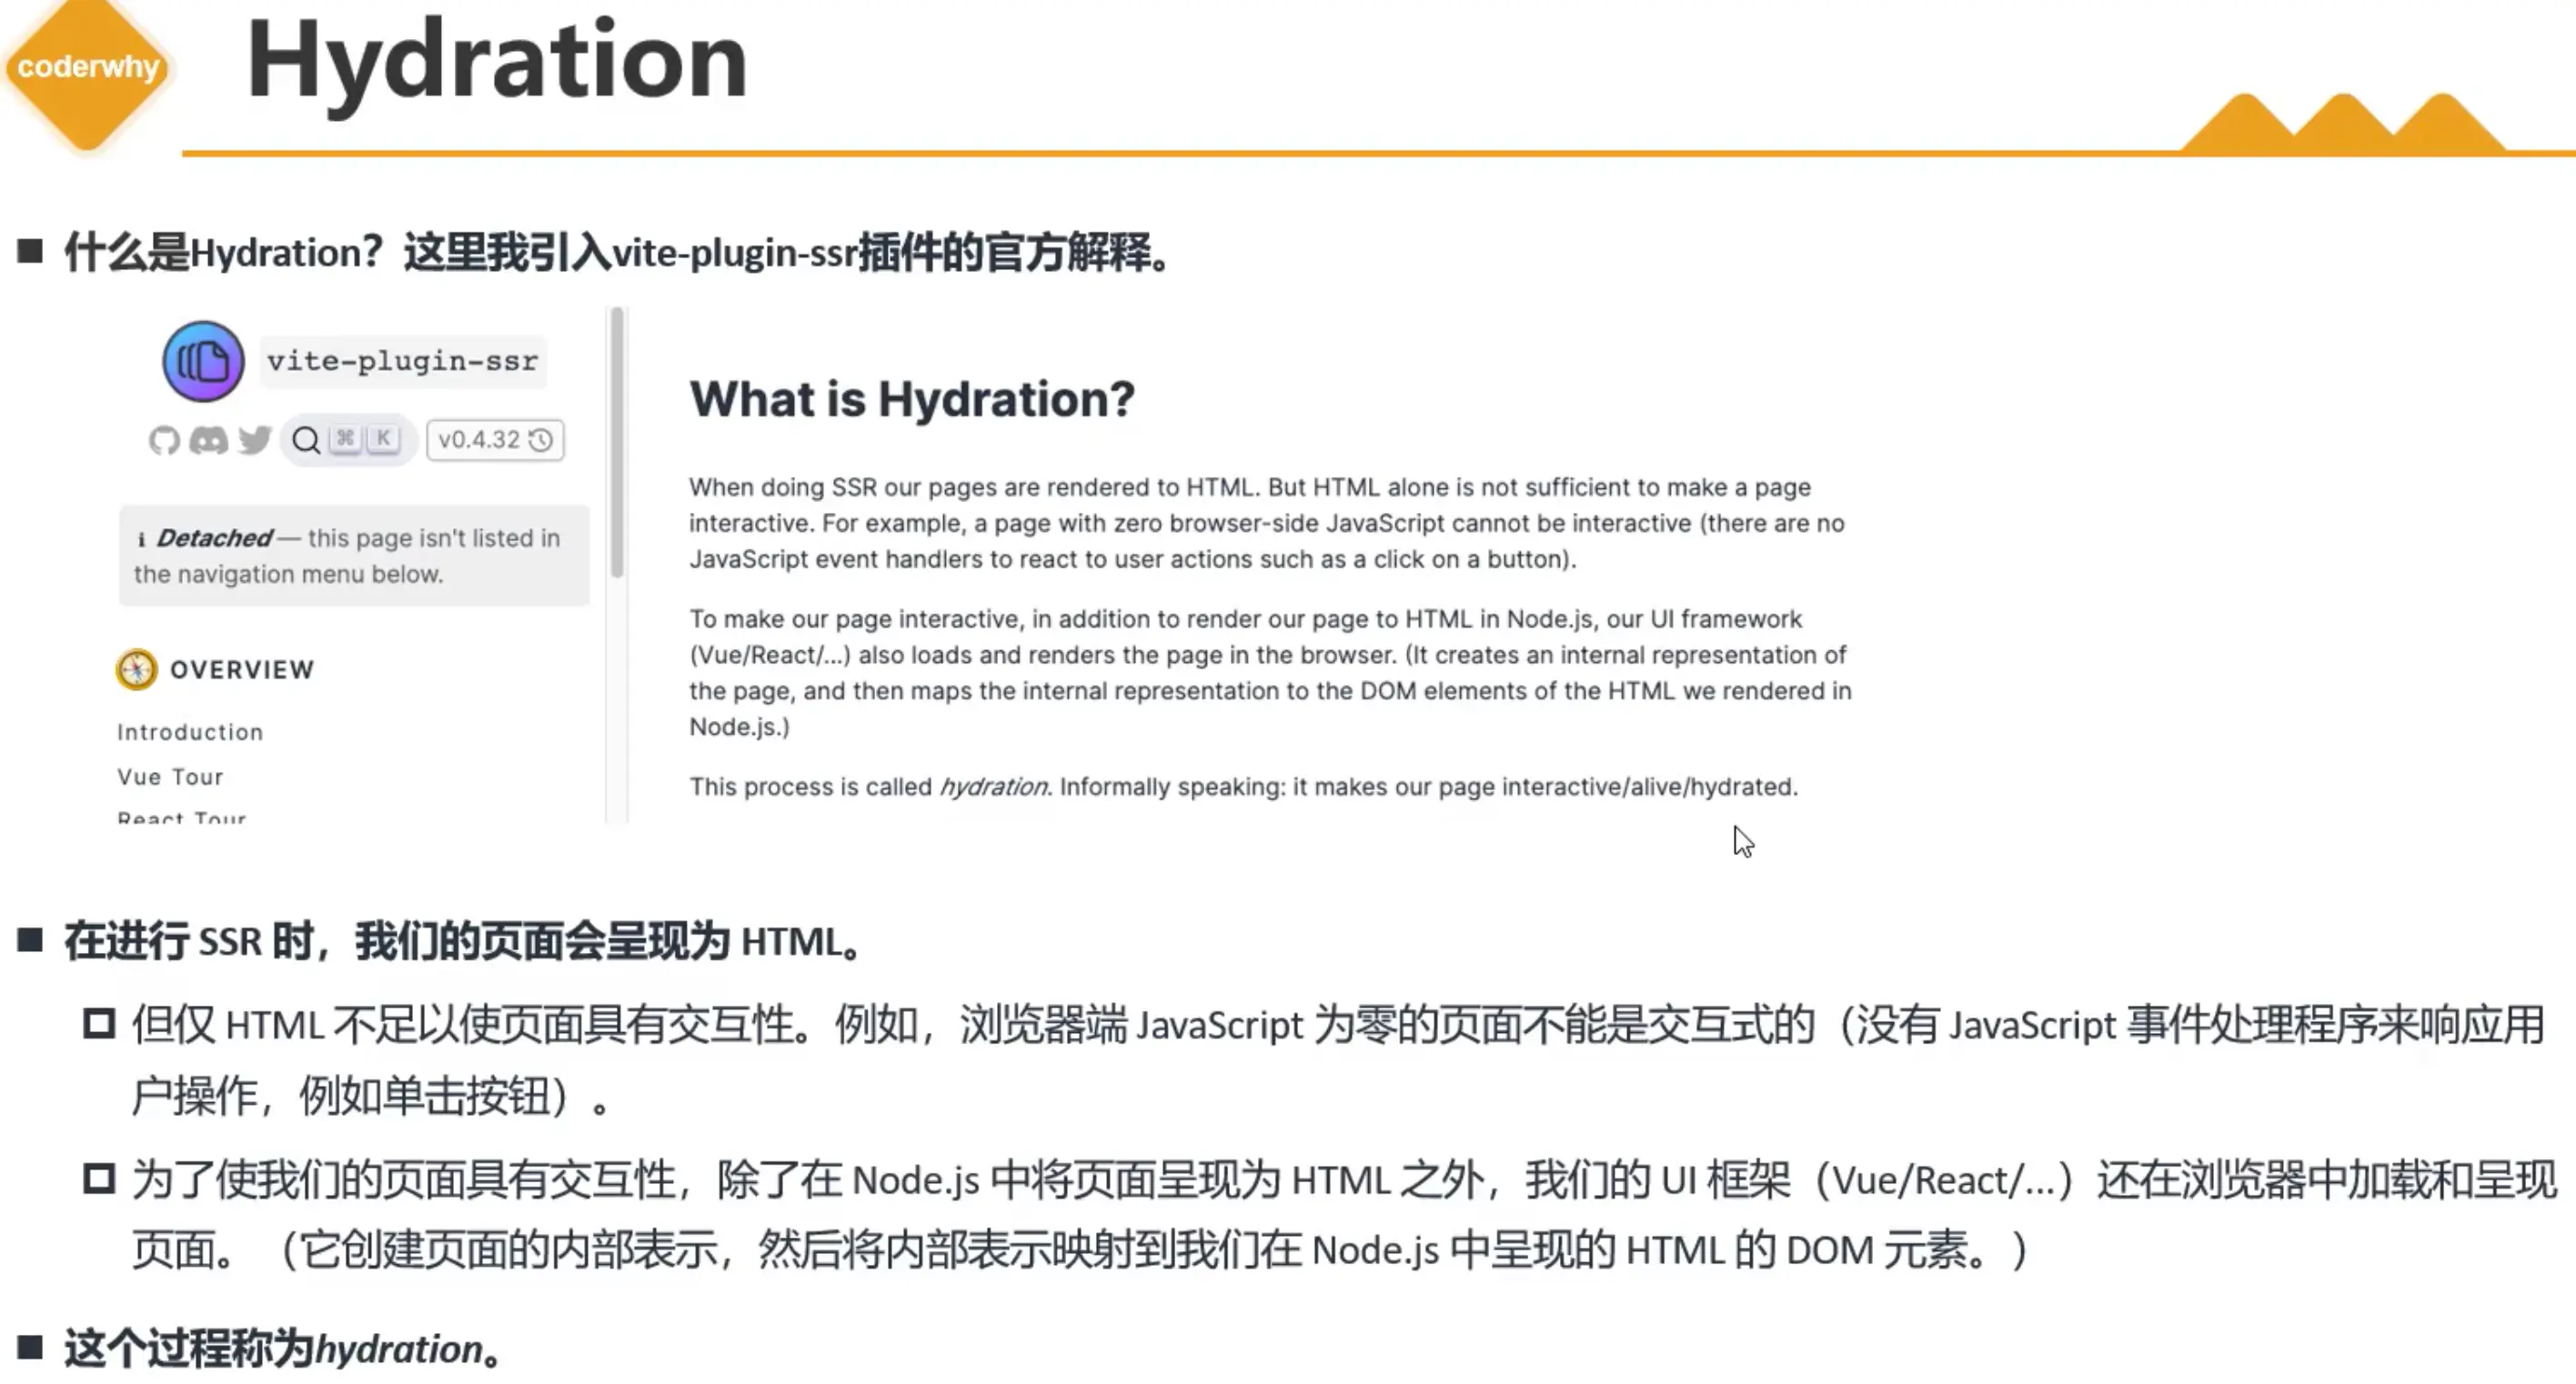 coderwhy
Hydration
什么是Hydration？这里我引入vite-plugin-ssr插件的官方解释。
vite-plugin-ssr
⌘ K v0.4.32
i Detached — this page isn't listed in
the navigation menu below.
OVERVIEW
Introduction
Vue Tour
React Tour
What is Hydration?
When doing SSR our pages are rendered to HTML. But HTML alone is not sufficient to make a page
interactive. For example, a page with zero browser-side JavaScript cannot be interactive (there are no
JavaScript event handlers to react to user actions such as a click on a button).
To make our page interactive, in addition to render our page to HTML in Node.js, our UI framework
(Vue/React/...) also loads and renders the page in the browser. (It creates an internal representation of
the page, and then maps the internal representation to the DOM elements of the HTML we rendered in
Node.js.)
This process is called hydration. Informally speaking: it makes our page interactive/alive/hydrated.
在进行 SSR 时，我们的页面会呈现为 HTML。
但仅 HTML 不足以使页面具有交互性。例如，浏览器端 JavaScript 为零的页面不能是交互式的（没有 JavaScript 事件处理程序来响应用
户操作，例如单击按钮）。
为了使我们的页面具有交互性，除了在 Node.js 中将页面呈现为 HTML 之外，我们的 UI 框架（Vue/React/...）还在浏览器中加载和呈现
页面。（它创建页面的内部表示，然后将内部表示映射到我们在 Node.js 中呈现的 HTML 的 DOM 元素。）
这个过程称为hydration。